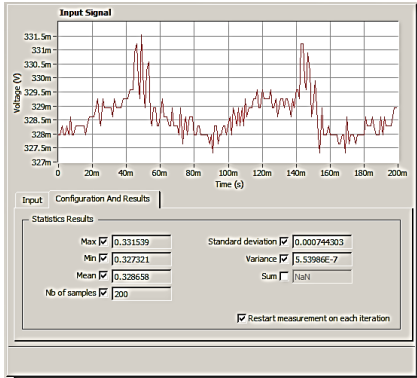 Input Signal
Voltage (V)
331.5m
331m
330.5m
330m
329.5m
329m
328.5m
328m
327.5m
327m
0 20m 40m 60m 80m 100m 120m 140m 160m 180m 200m
Time (s)
Input Configuration And Results
Statistics Results
Max 0.331539 Standard deviation 0.000744303
Min 0.327321 Variance 5.53986E-7
Mean 0.328658 Sum NaN
Nb of samples 200
Restart measurement on each iteration